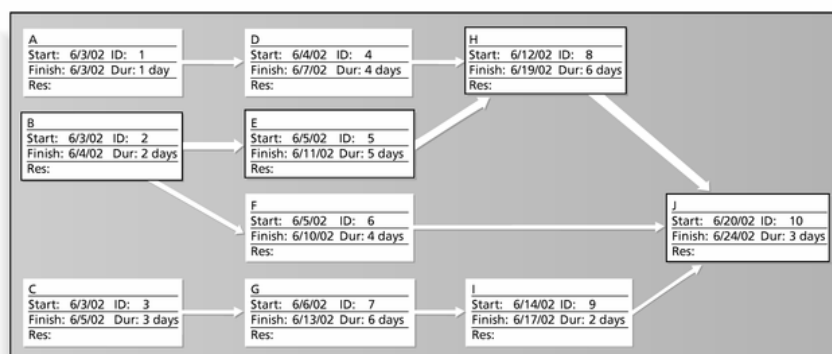 A
Start: 6/3/02 ID: 1
Finish: 6/3/02 Dur: 1 day
Res:
D
Start: 6/4/02 ID: 4
Finish: 6/7/02 Dur: 4 days
Res:
H
Start: 6/12/02 ID: 8
Finish: 6/19/02 Dur: 6 days
Res:
B
Start: 6/3/02 ID: 2
Finish: 6/4/02 Dur: 2 days
Res:
E
Start: 6/5/02 ID: 5
Finish: 6/11/02 Dur: 5 days
Res:
F
Start: 6/5/02 ID: 6
Finish: 6/10/02 Dur: 4 days
Res:
J
Start: 6/20/02 ID: 10
Finish: 6/24/02 Dur: 3 days
Res:
C
Start: 6/3/02 ID: 3
Finish: 6/5/02 Dur: 3 days
Res:
G
Start: 6/6/02 ID: 7
Finish: 6/13/02 Dur: 6 days
Res:
I
Start: 6/14/02 ID: 9
Finish: 6/17/02 Dur: 2 days
Res: